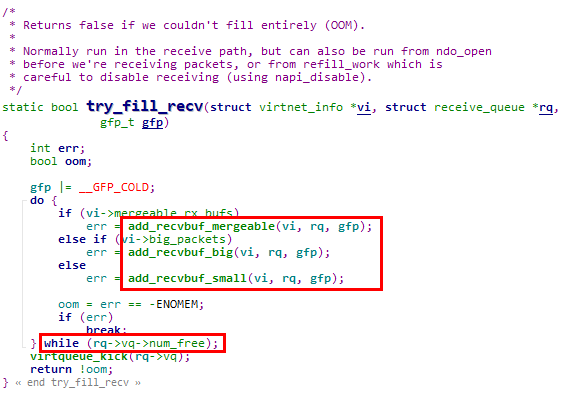 /*
 * Returns false if we couldn't fill entirely (OOM).
 *
 * Normally run in the receive path, but can also be run from ndo_open
 * before we're receiving packets, or from refill_work which is
 * careful to disable receiving (using napi_disable).
 */
static bool try_fill_recv(struct virtnet_info *vi, struct receive_queue *rq,
              gfp_t gfp)
{
    int err;
    bool oom;

    gfp |= __GFP_COLD;
    do {
        if (vi->mergeable_rx_bufs)
            err = add_recvbuf_mergeable(vi, rq, gfp);
        else if (vi->big_packets)
            err = add_recvbuf_big(vi, rq, gfp);
        else
            err = add_recvbuf_small(vi, rq, gfp);

        oom = err == -ENOMEM;
        if (err)
            break;
    } while (rq->vq->num_free);
    virtqueue_kick(rq->vq);
    return !oom;
} « end try_fill_recv »